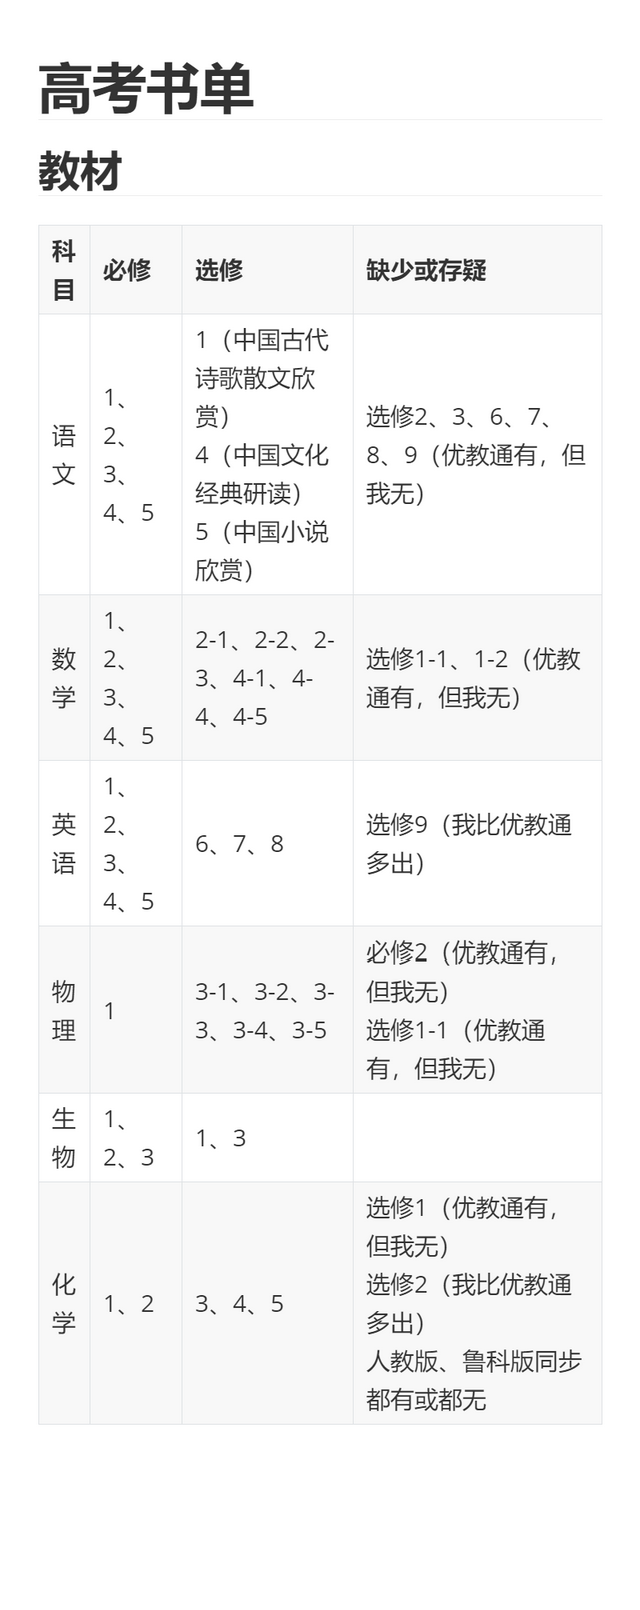 高考书单
教材
科
目
必修
选修
缺少或存疑
语
文
1、
2、
3、
4、5
1（中国古代
诗歌散文欣
赏）
4（中国文化
经典研读）
5（中国小说
欣赏）
选修2、3、6、7、
8、9（优教通有，但
我无）
数
学
1、
2、
3、
4、5
2-1、2-2、2-
3、4-1、4-
4、4-5
选修1-1、1-2（优教
通有，但我无）
英
语
1、
2、
3、
4、5
6、7、8
选修9（我比优教通
多出）
物
理
1
3-1、3-2、3-
3、3-4、3-5
必修2（优教通有，
但我无）
选修1-1（优教通
有，但我无）
生
物
1、
2、3
1、3
化
学
1、2
3、4、5
选修1（优教通有，
但我无）
选修2（我比优教通
多出）
人教版、鲁科版同步
都有或都无